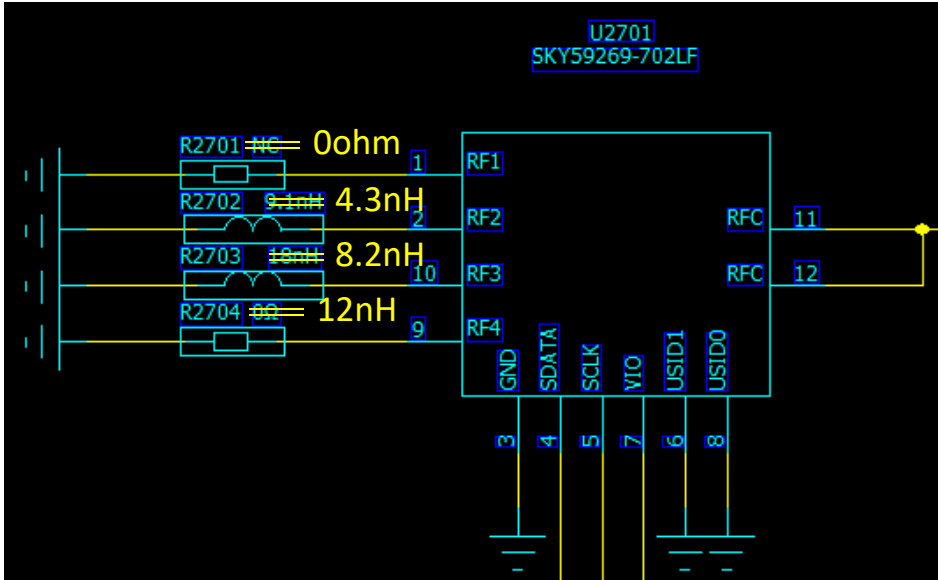 U2701
SKY59269-702LF
R2701 NC 0ohm
1 RF1
R2702 9.1nH 4.3nH
2 RF2 RFC 11
R2703 18nH 8.2nH
10 RF3 RFC 12
R2704 0Ω 12nH
9 RF4
GND SDATA SCLK VIO USID1 USID0
3 4 5 7 6 8